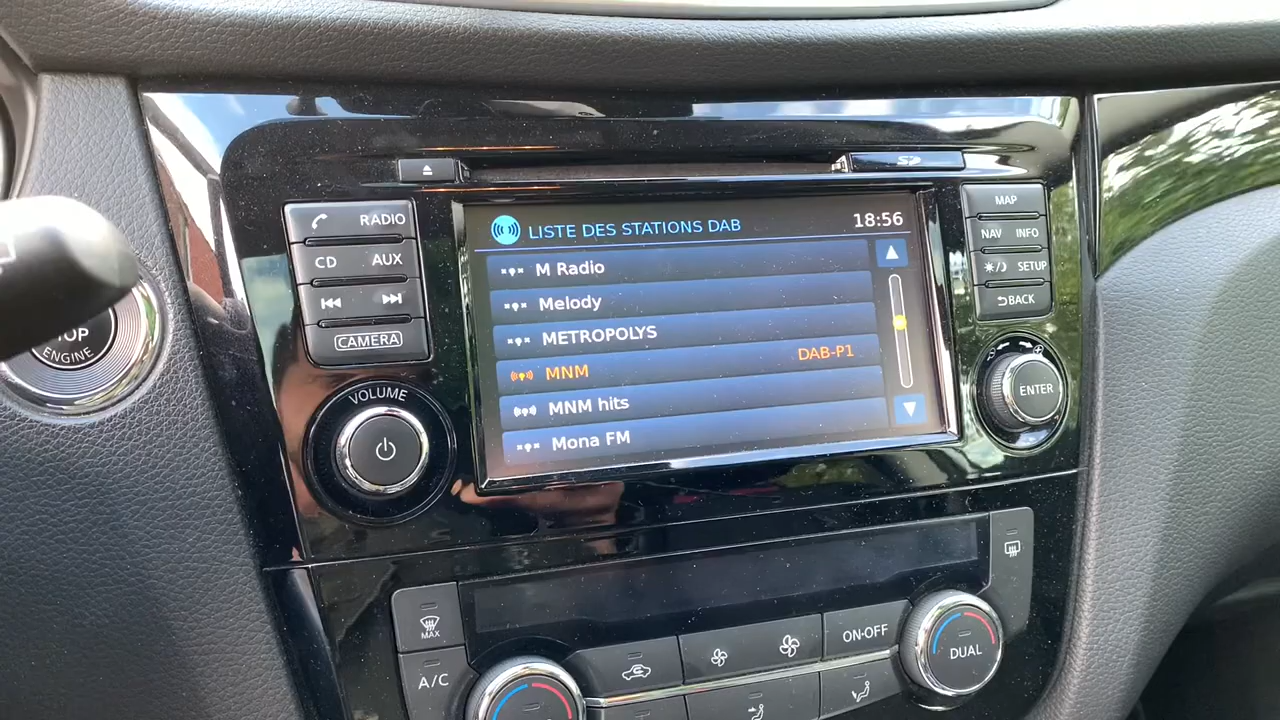 SD
RADIO
CD AUX
CAMERA
VOLUME
LISTE DES STATIONS DAB 18:56
M Radio
Melody
METROPOLYS
MNM DAB-P1
MNM hits
Mona FM
MAP
NAV INFO
SETUP
BACK
ENTER
STOP
ENGINE
MAX
A/C
ON·OFF
DUAL